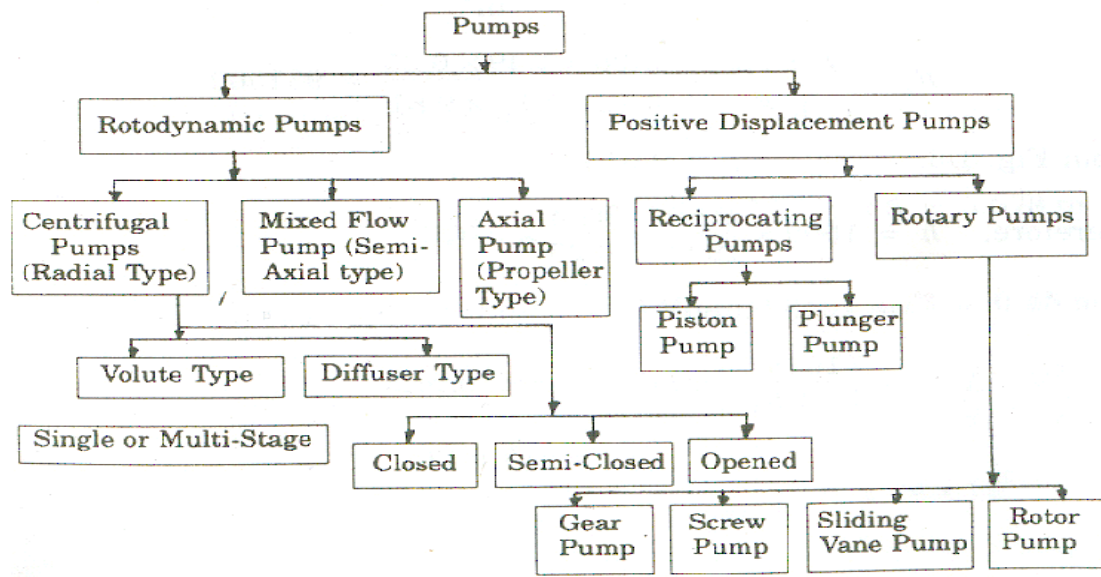 Pumps
Rotodynamic Pumps
Positive Displacement Pumps
Centrifugal
Pumps
(Radial Type)
Mixed Flow
Pump (Semi-
Axial type)
Axial
Pump
(Propeller
Type)
Reciprocating
Pumps
Rotary Pumps
Piston
Pump
Plunger
Pump
Volute Type
Diffuser Type
Single or Multi-Stage
Closed
Semi-Closed
Opened
Gear
Pump
Screw
Pump
Sliding
Vane Pump
Rotor
Pump